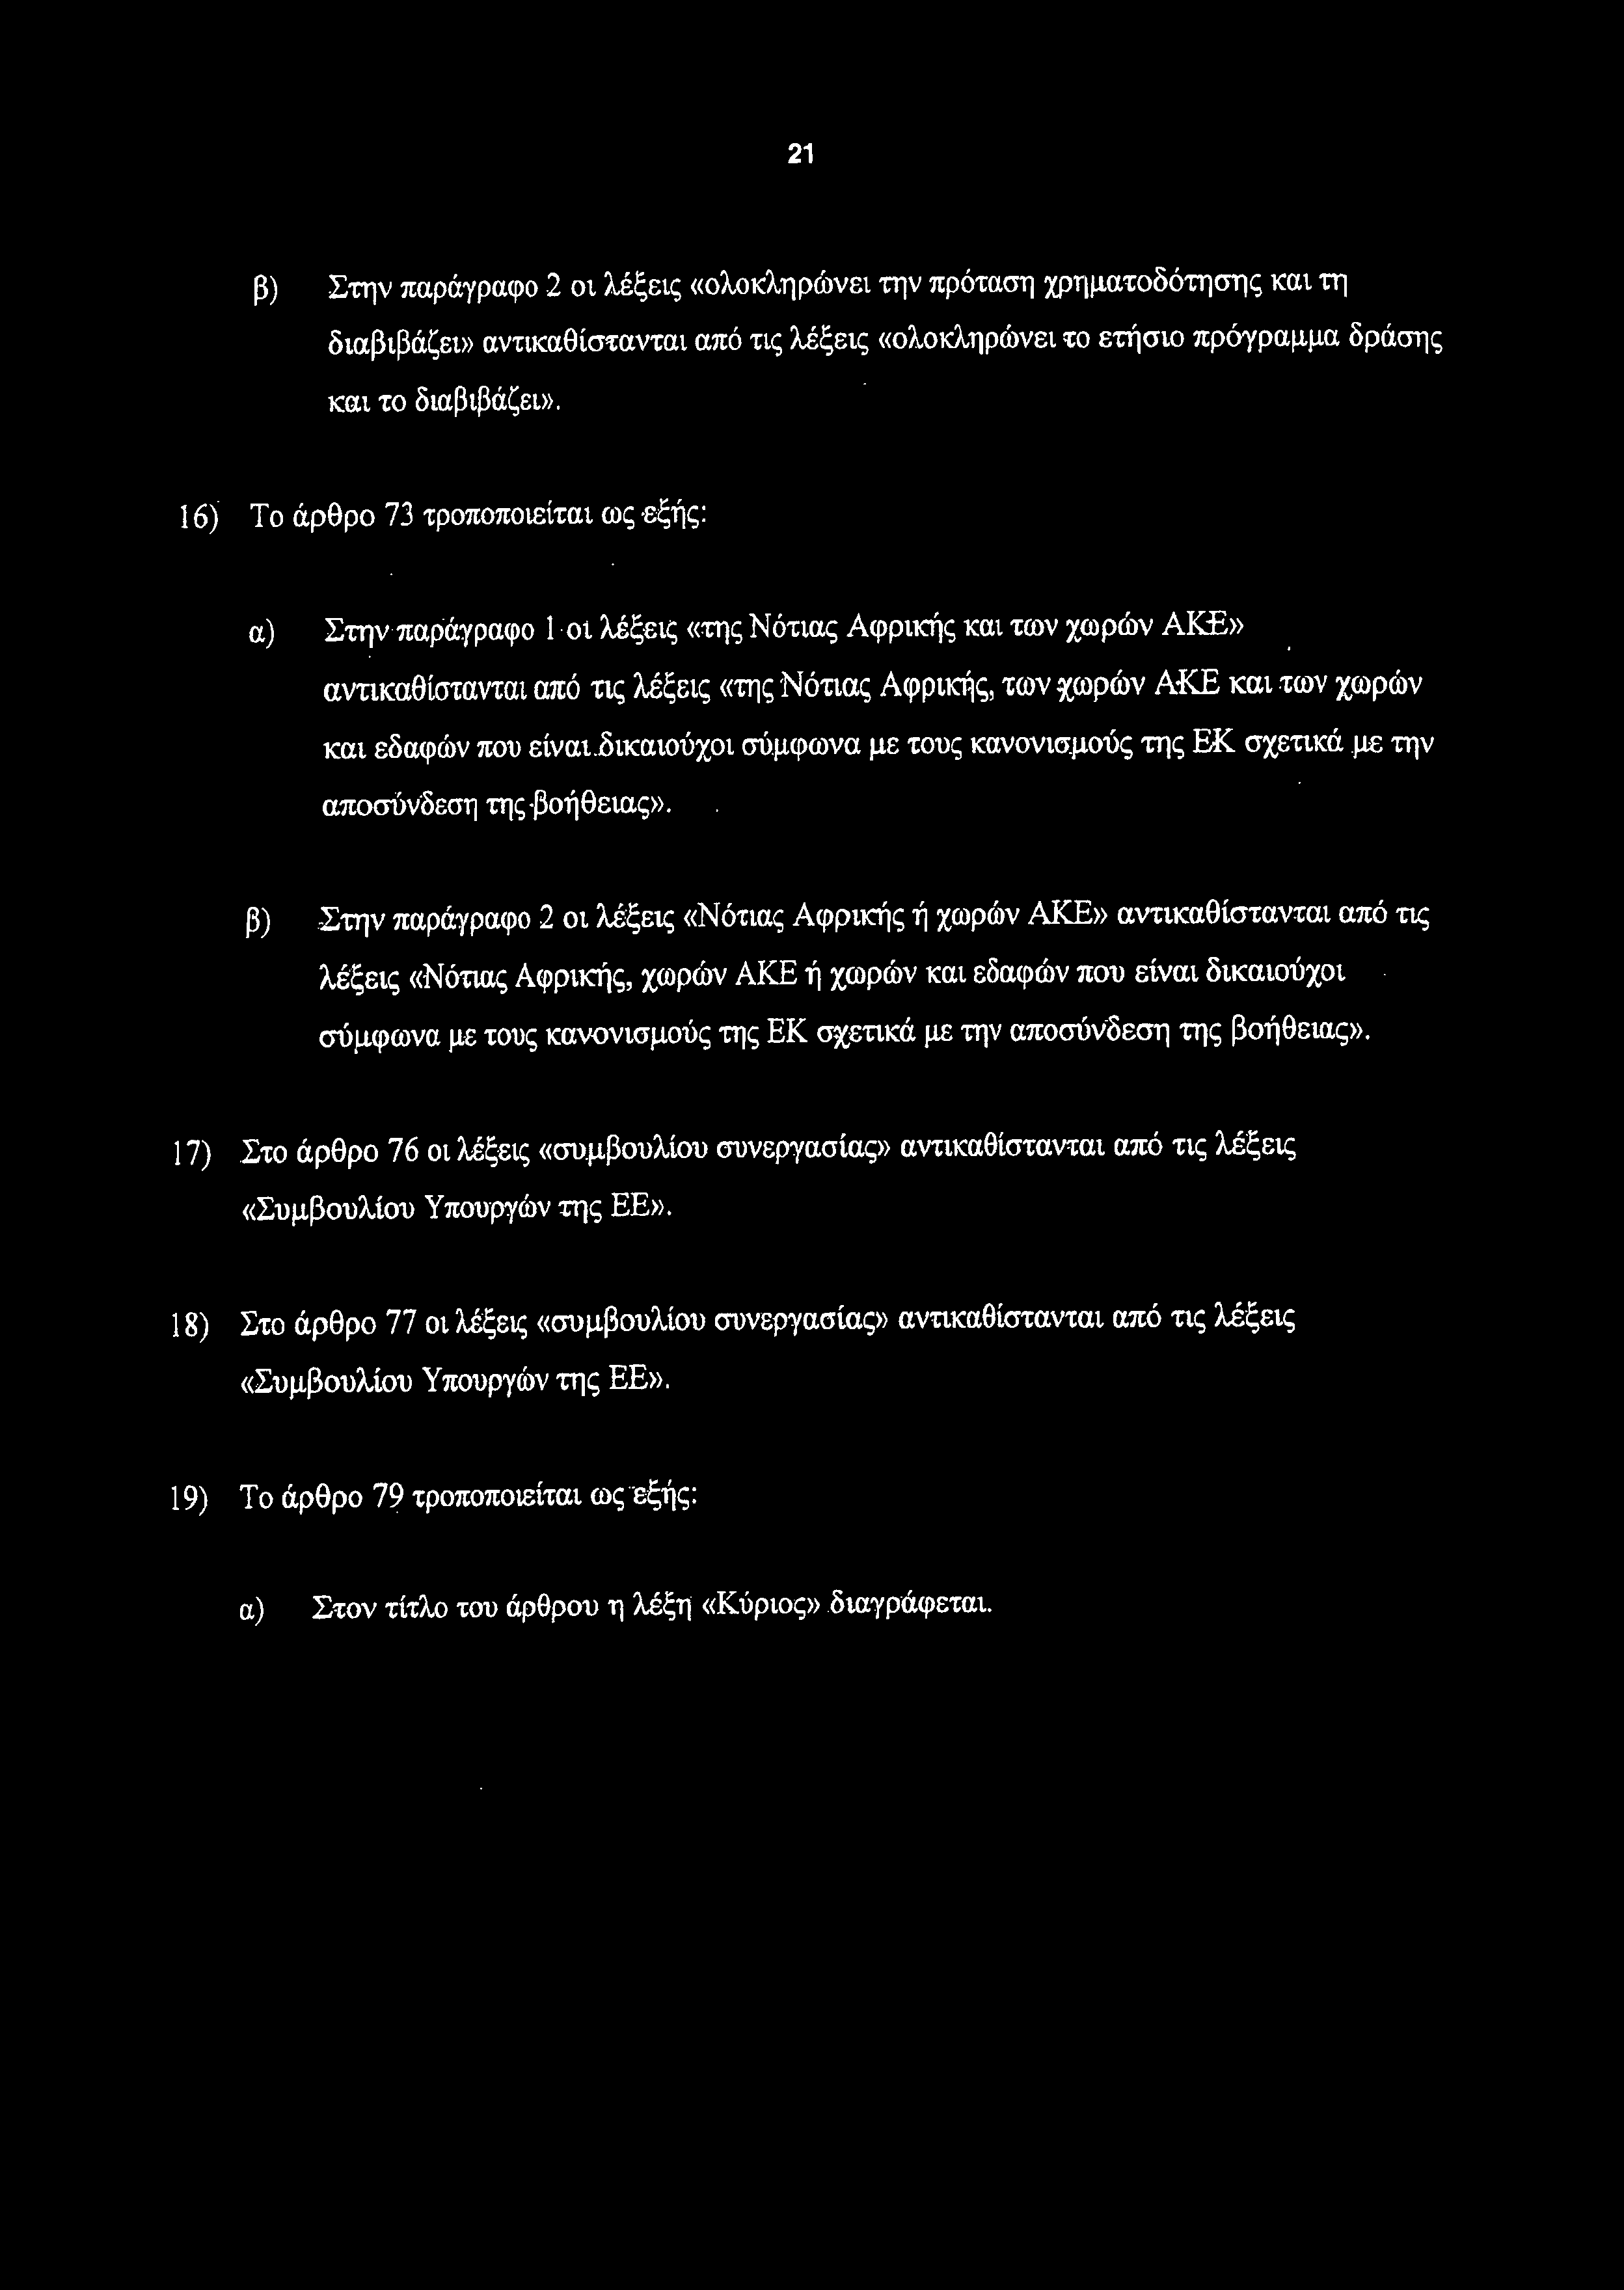 21
β) Στην παράγραφο 2 οι λέξεις «ολοκληρώνει την πρόταση χρηματοδότησης και τη
διαβιβάζει» αντικαθίστανται από τις λέξεις «ολοκληρώνει το ετήσιο πρόγραμμα δράσης
και το διαβιβάζει».
16) Το άρθρο 73 τροποποιείται ως εξής:
α) Στην παράγραφο 1 οι λέξεις «της Νότιας Αφρικής και των χωρών ΑΚΕ»
αντικαθίστανται από τις λέξεις «της Νότιας Αφρικής, των χωρών ΑΚΕ και των χωρών
και εδαφών που είναι δικαιούχοι σύμφωνα με τους κανονισμούς της ΕΚ σχετικά με την
αποσύνδεση της βοήθειας».
β) Στην παράγραφο 2 οι λέξεις «Νότιας Αφρικής ή χωρών ΑΚΕ» αντικαθίστανται από τις
λέξεις «Νότιας Αφρικής, χωρών ΑΚΕ ή χωρών και εδαφών που είναι δικαιούχοι
σύμφωνα με τους κανονισμούς της ΕΚ σχετικά με την αποσύνδεση της βοήθειας».
17) Στο άρθρο 76 οι λέξεις «συμβουλίου συνεργασίας» αντικαθίστανται από τις λέξεις
«Συμβουλίου Υπουργών της ΕΕ».
18) Στο άρθρο 77 οι λέξεις «συμβουλίου συνεργασίας» αντικαθίστανται από τις λέξεις
«Συμβουλίου Υπουργών της ΕΕ».
19) Το άρθρο 79 τροποποιείται ως εξής:
α) Στον τίτλο του άρθρου η λέξη «Κύριος» διαγράφεται.